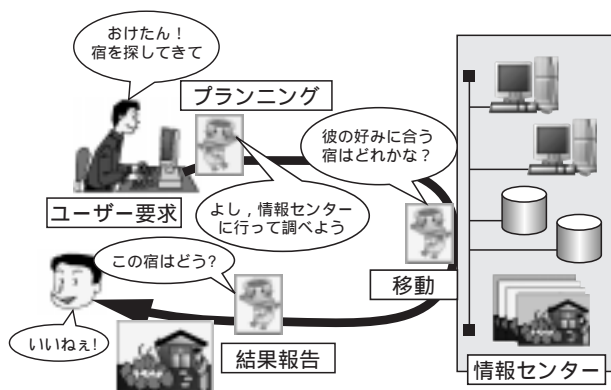 おけたん！
宿を探してきて
プランニング
彼の好みに合う
宿はどれかな？
ユーザー要求
よし，情報センター
に行って調べよう
移動
この宿はどう?
いいねぇ!
結果報告
情報センター